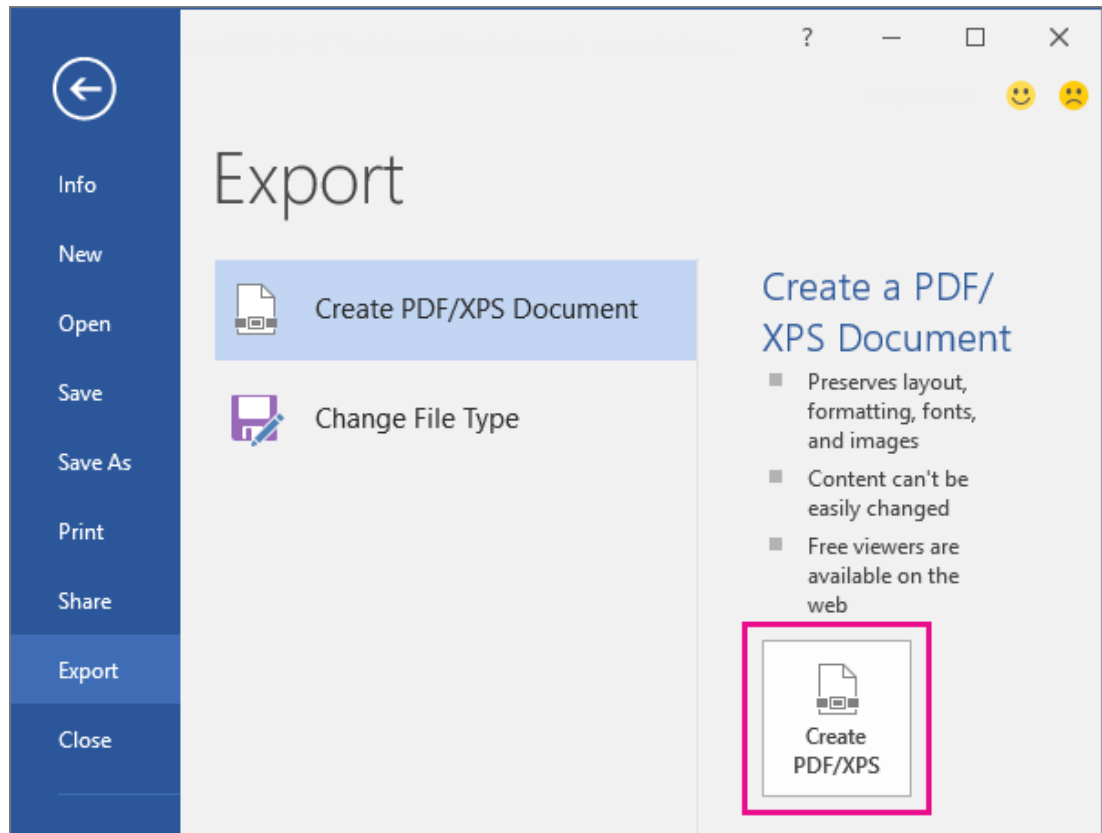 ?
Info
New
Open
Save
Save As
Print
Share
Export
Close
Export
Create PDF/XPS Document
Change File Type
Create a PDF/
XPS Document
Preserves layout,
formatting, fonts,
and images
Content can't be
easily changed
Free viewers are
available on the
web
Create
PDF/XPS